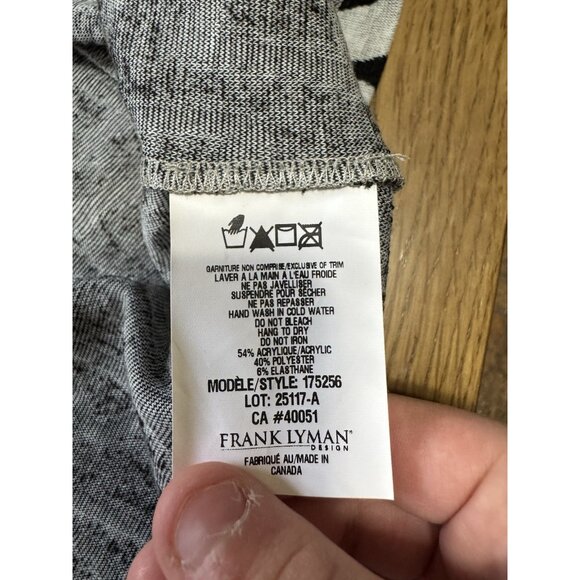 GARNITURE NON COMPRISE/EXCLUSIVE OF TRIM
LAVER A LA MAIN A L'EAU FROIDE
NE PAS JAVELLISER
SUSPENDRE POUR SÉCHER
NE PAS REPASSER
HAND WASH IN COLD WATER
DO NOT BLEACH
HANG TO DRY
DO NOT IRON
54% ACRYLIQUE/ACRYLIC
40% POLYESTER
6% ELASTHANE
MODÈLE/STYLE: 175256
LOT: 25117-A
CA #40051
FRANK LYMAN®
DESIGN
FABRIQUÉ AU/MADE IN
CANADA